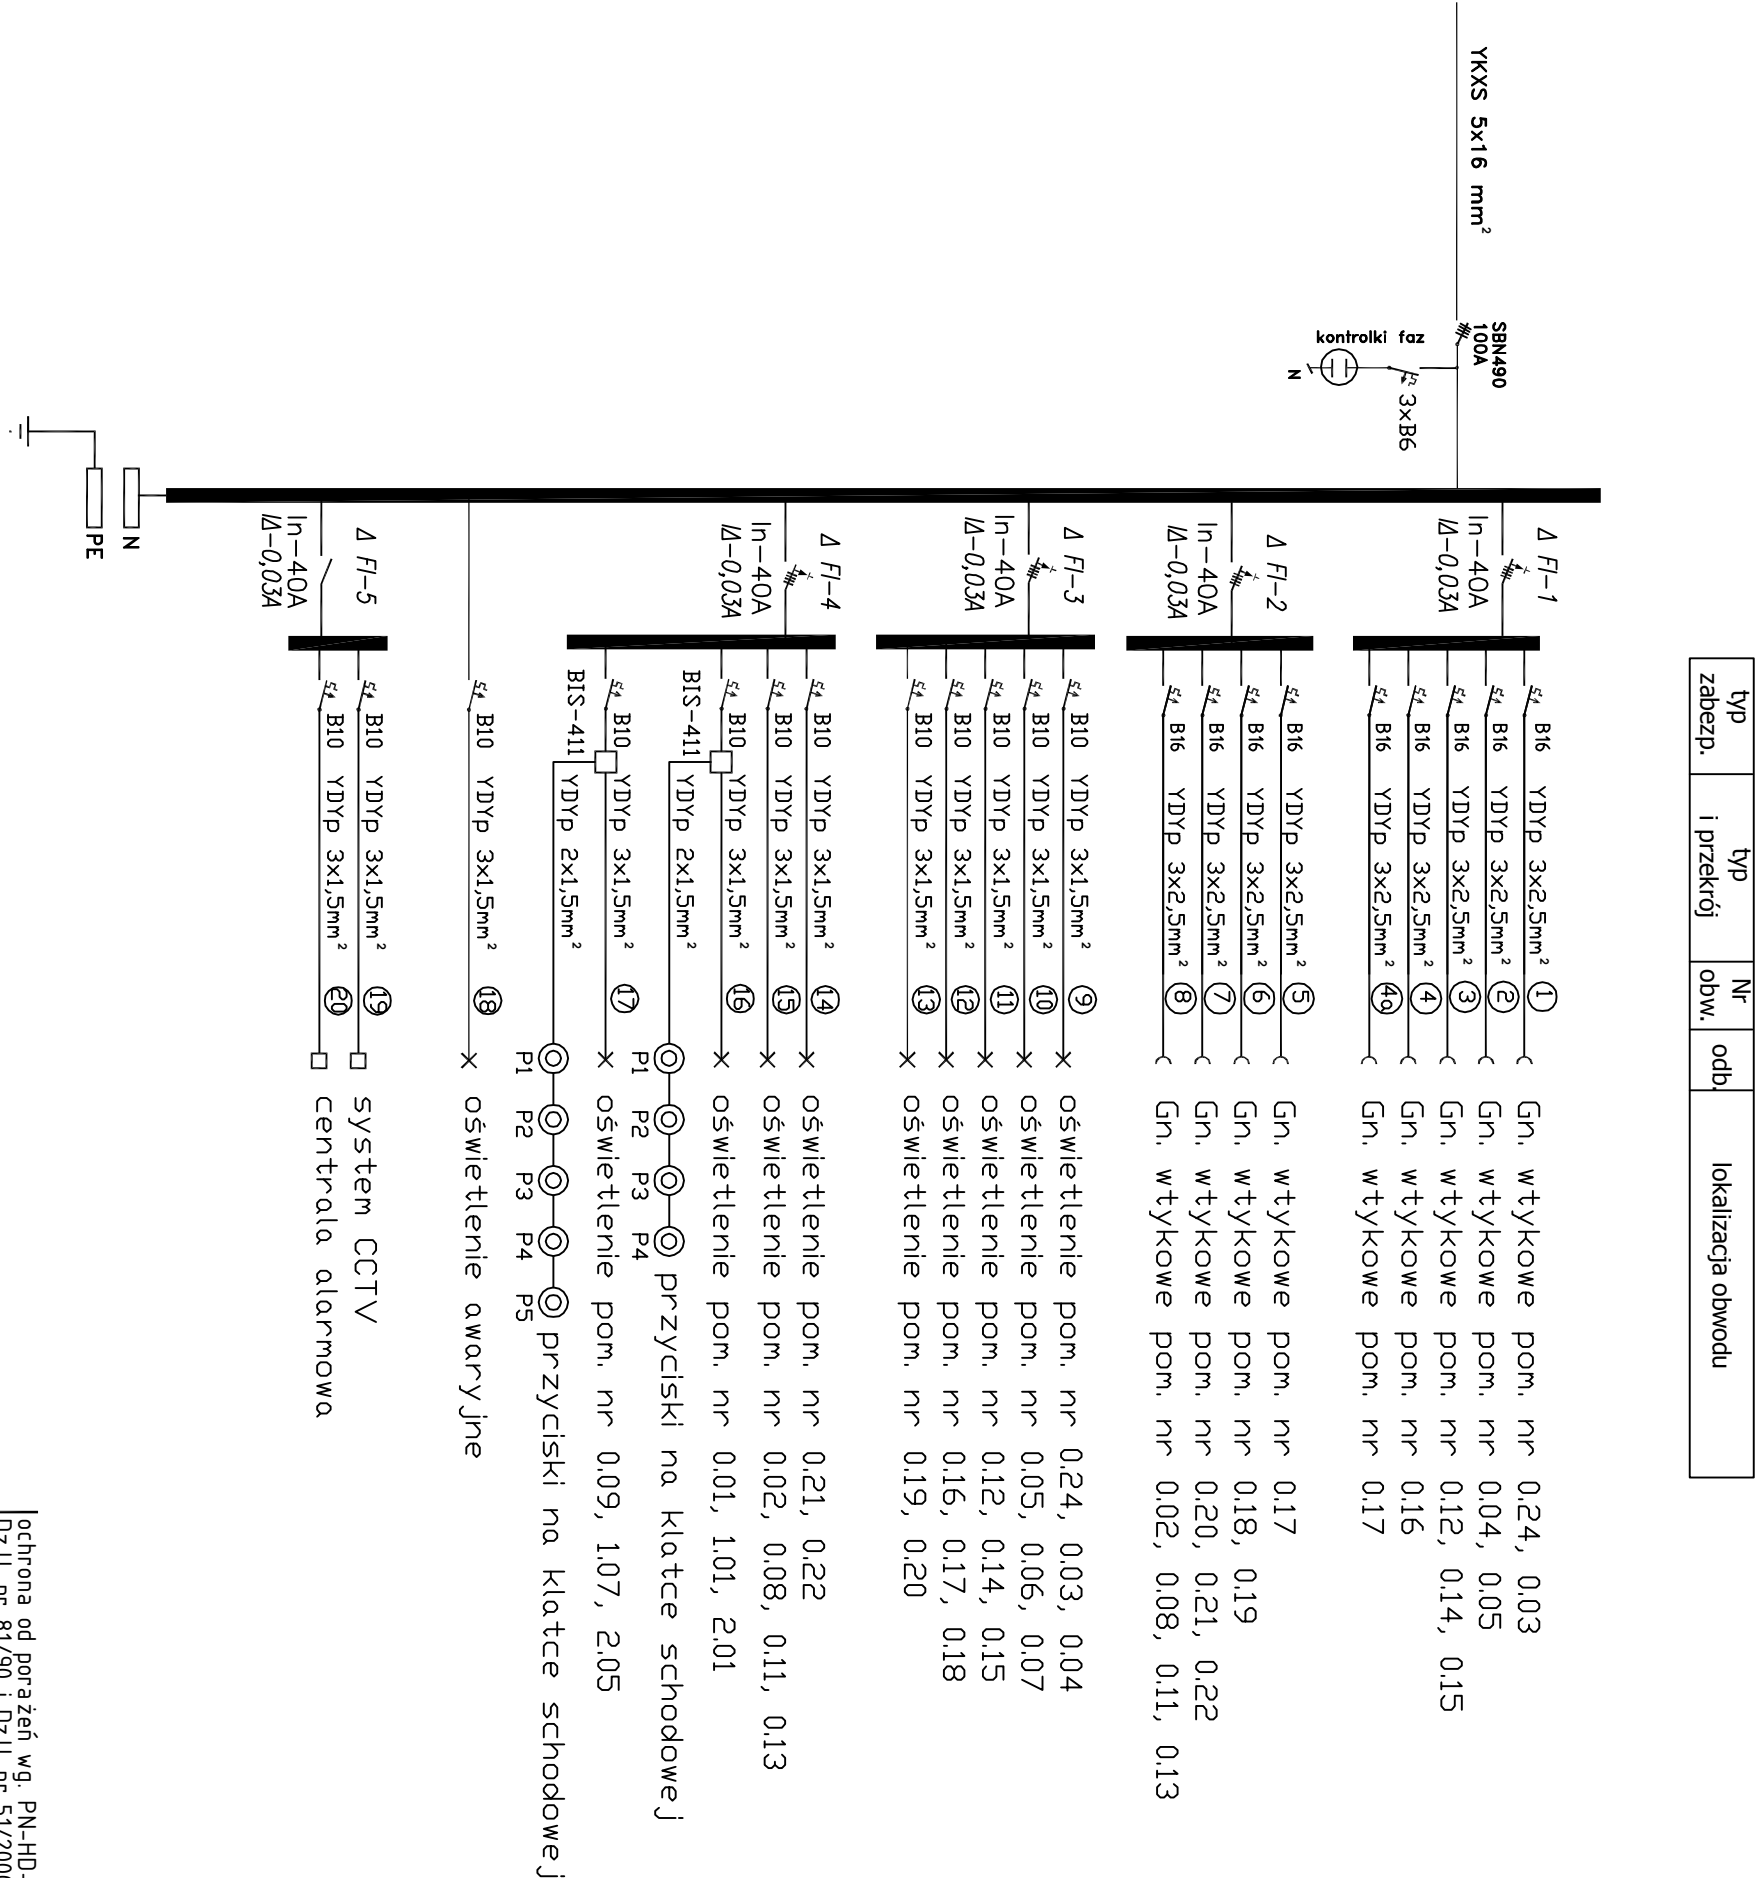 YKXS 5x16 mm²
SBN490
100A
kontrolki faz
N
3xB6
typ
zabezp.
typ
i przekrój
Nr
obw.
odb.
lokalizacja obwodu
Δ FI-1
In-40A
IΔ-0,03A
B16 YDYp 3x2,5mm² 1 Gn. wtykowe pom. nr 0.24, 0.03
B16 YDYp 3x2,5mm² 2 Gn. wtykowe pom. nr 0.04, 0.05
B16 YDYp 3x2,5mm² 3 Gn. wtykowe pom. nr 0.12, 0.14, 0.15
B16 YDYp 3x2,5mm² 4 Gn. wtykowe pom. nr 0.16
B16 YDYp 3x2,5mm² 4a Gn. wtykowe pom. nr 0.17
Δ FI-2
In-40A
IΔ-0,03A
B16 YDYp 3x2,5mm² 5 Gn. wtykowe pom. nr 0.17
B16 YDYp 3x2,5mm² 6 Gn. wtykowe pom. nr 0.18, 0.19
B16 YDYp 3x2,5mm² 7 Gn. wtykowe pom. nr 0.20, 0.21, 0.22
B16 YDYp 3x2,5mm² 8 Gn. wtykowe pom. nr 0.02, 0.08, 0.11, 0.13
Δ FI-3
In-40A
IΔ-0,03A
B10 YDYp 3x1,5mm² 9 oświetlenie pom. nr 0.24, 0.03, 0.04
B10 YDYp 3x1,5mm² 10 oświetlenie pom. nr 0.05, 0.06, 0.07
B10 YDYp 3x1,5mm² 11 oświetlenie pom. nr 0.12, 0.14, 0.15
B10 YDYp 3x1,5mm² 12 oświetlenie pom. nr 0.16, 0.17, 0.18
B10 YDYp 3x1,5mm² 13 oświetlenie pom. nr 0.19, 0.20
Δ FI-4
In-40A
IΔ-0,03A
B10 YDYp 3x1,5mm² 14 oświetlenie pom. nr 0.21, 0.22
B10 YDYp 3x1,5mm² 15 oświetlenie pom. nr 0.02, 0.08, 0.11, 0.13
B10 YDYp 3x1,5mm² 16 oświetlenie pom. nr 0.01, 1.01, 2.01
BIS-411 YDYp 2x1,5mm² przyciski na klatce schodowej
P1 P2 P3 P4
B10 YDYp 3x1,5mm² 17 oświetlenie pom. nr 0.09, 1.07, 2.05
BIS-411 YDYp 2x1,5mm² przyciski na klatce schodowej
P1 P2 P3 P4 P5
B10 YDYp 3x1,5mm² 18 oświetlenie awaryjne
Δ FI-5
In-40A
IΔ-0,03A
B10 YDYp 3x1,5mm² 19 system CCTV
B10 YDYp 3x1,5mm² 20 centrala alarmowa
N
PE
ochrona od porażeń wg. PN-HD-
Dz.U. nr 81/90 i Dz.U. nr 51/200